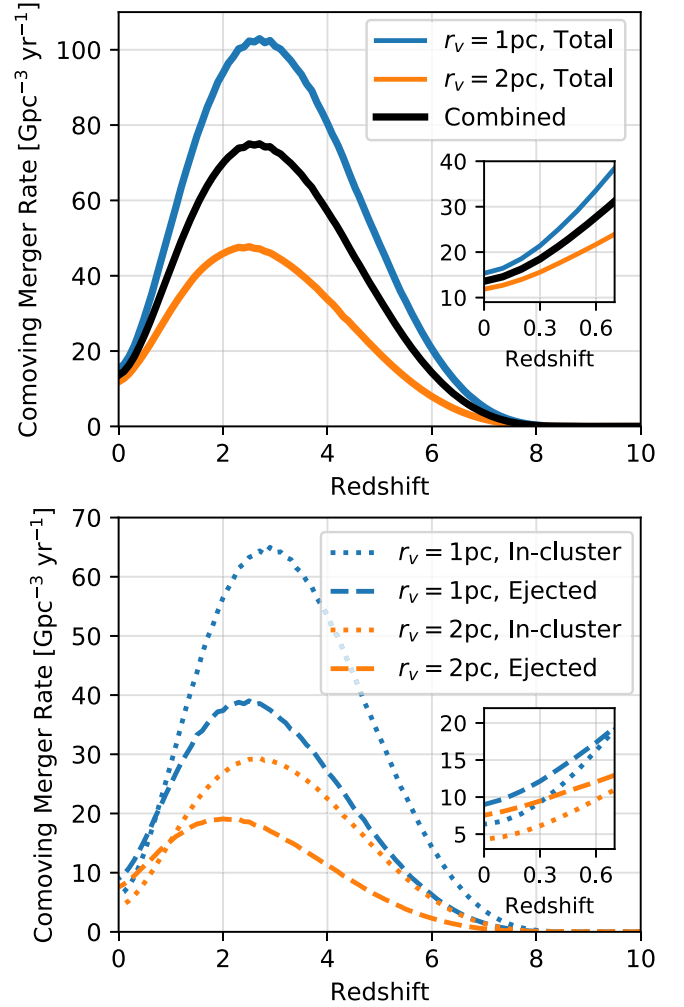 Comoving Merger Rate [Gpc⁻³ yr⁻¹]
100
80
60
40
20
0
r_v = 1pc, Total
r_v = 2pc, Total
Combined
40
30
20
10
0 0.3 0.6
Redshift
0 2 4 6 8 10
Redshift
Comoving Merger Rate [Gpc⁻³ yr⁻¹]
70
60
50
40
30
20
10
0
r_v = 1pc, In-cluster
r_v = 1pc, Ejected
r_v = 2pc, In-cluster
r_v = 2pc, Ejected
20
15
10
5
0 0.3 0.6
Redshift
0 2 4 6 8 10
Redshift